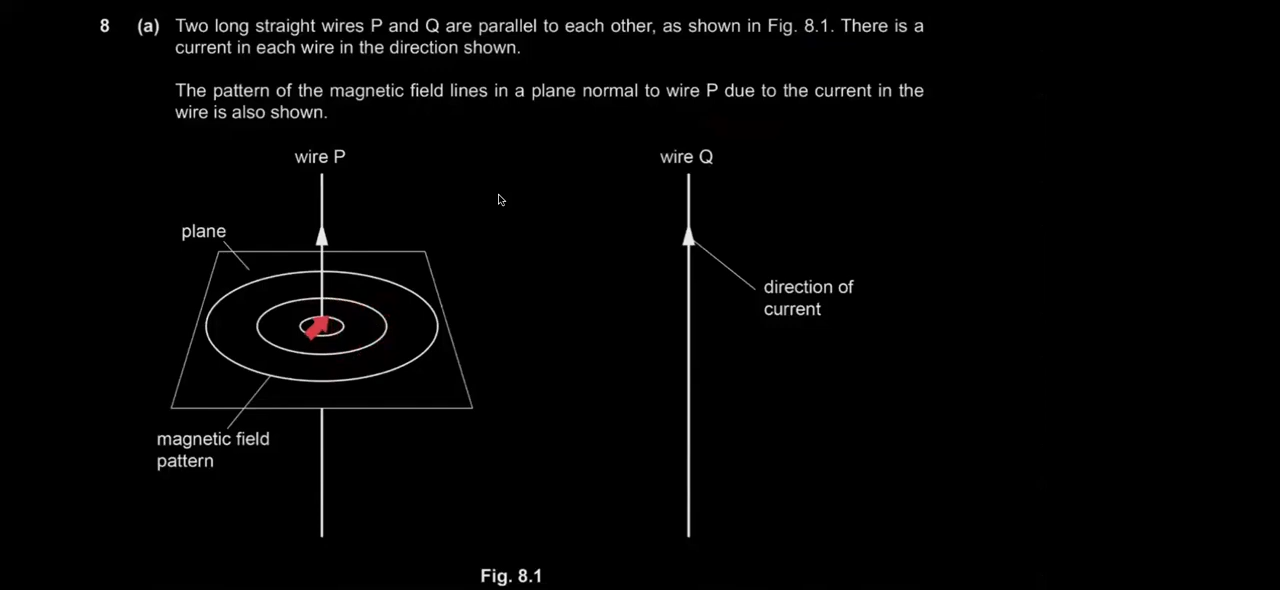 8 (a) Two long straight wires P and Q are parallel to each other, as shown in Fig. 8.1. There is a
current in each wire in the direction shown.
The pattern of the magnetic field lines in a plane normal to wire P due to the current in the
wire is also shown.
wire P
wire Q
plane
direction of
current
magnetic field
pattern
Fig. 8.1